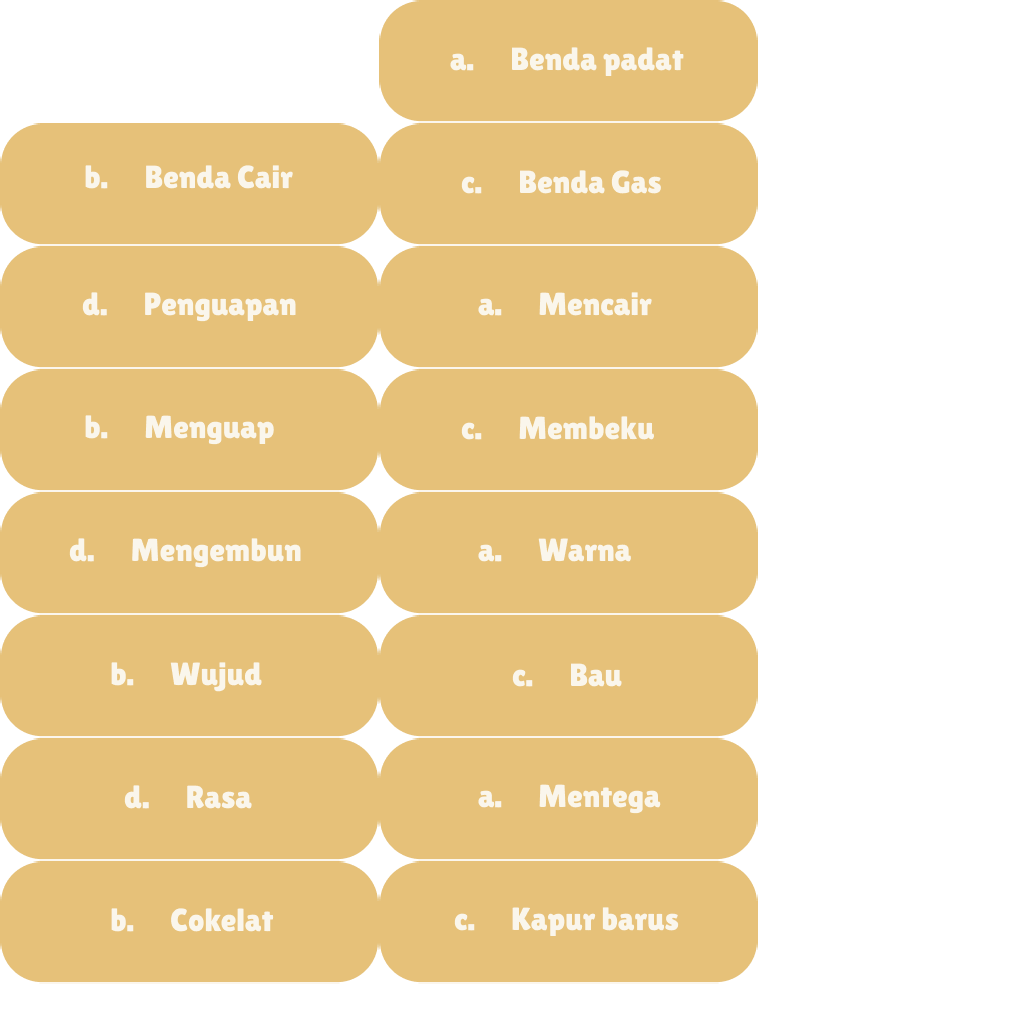 a. Benda padat
b. Benda Cair
c. Benda Gas
d. Penguapan
a. Mencair
b. Menguap
c. Membeku
d. Mengembun
a. Warna
b. Wujud
c. Bau
d. Rasa
a. Mentega
b. Cokelat
c. Kapur barus